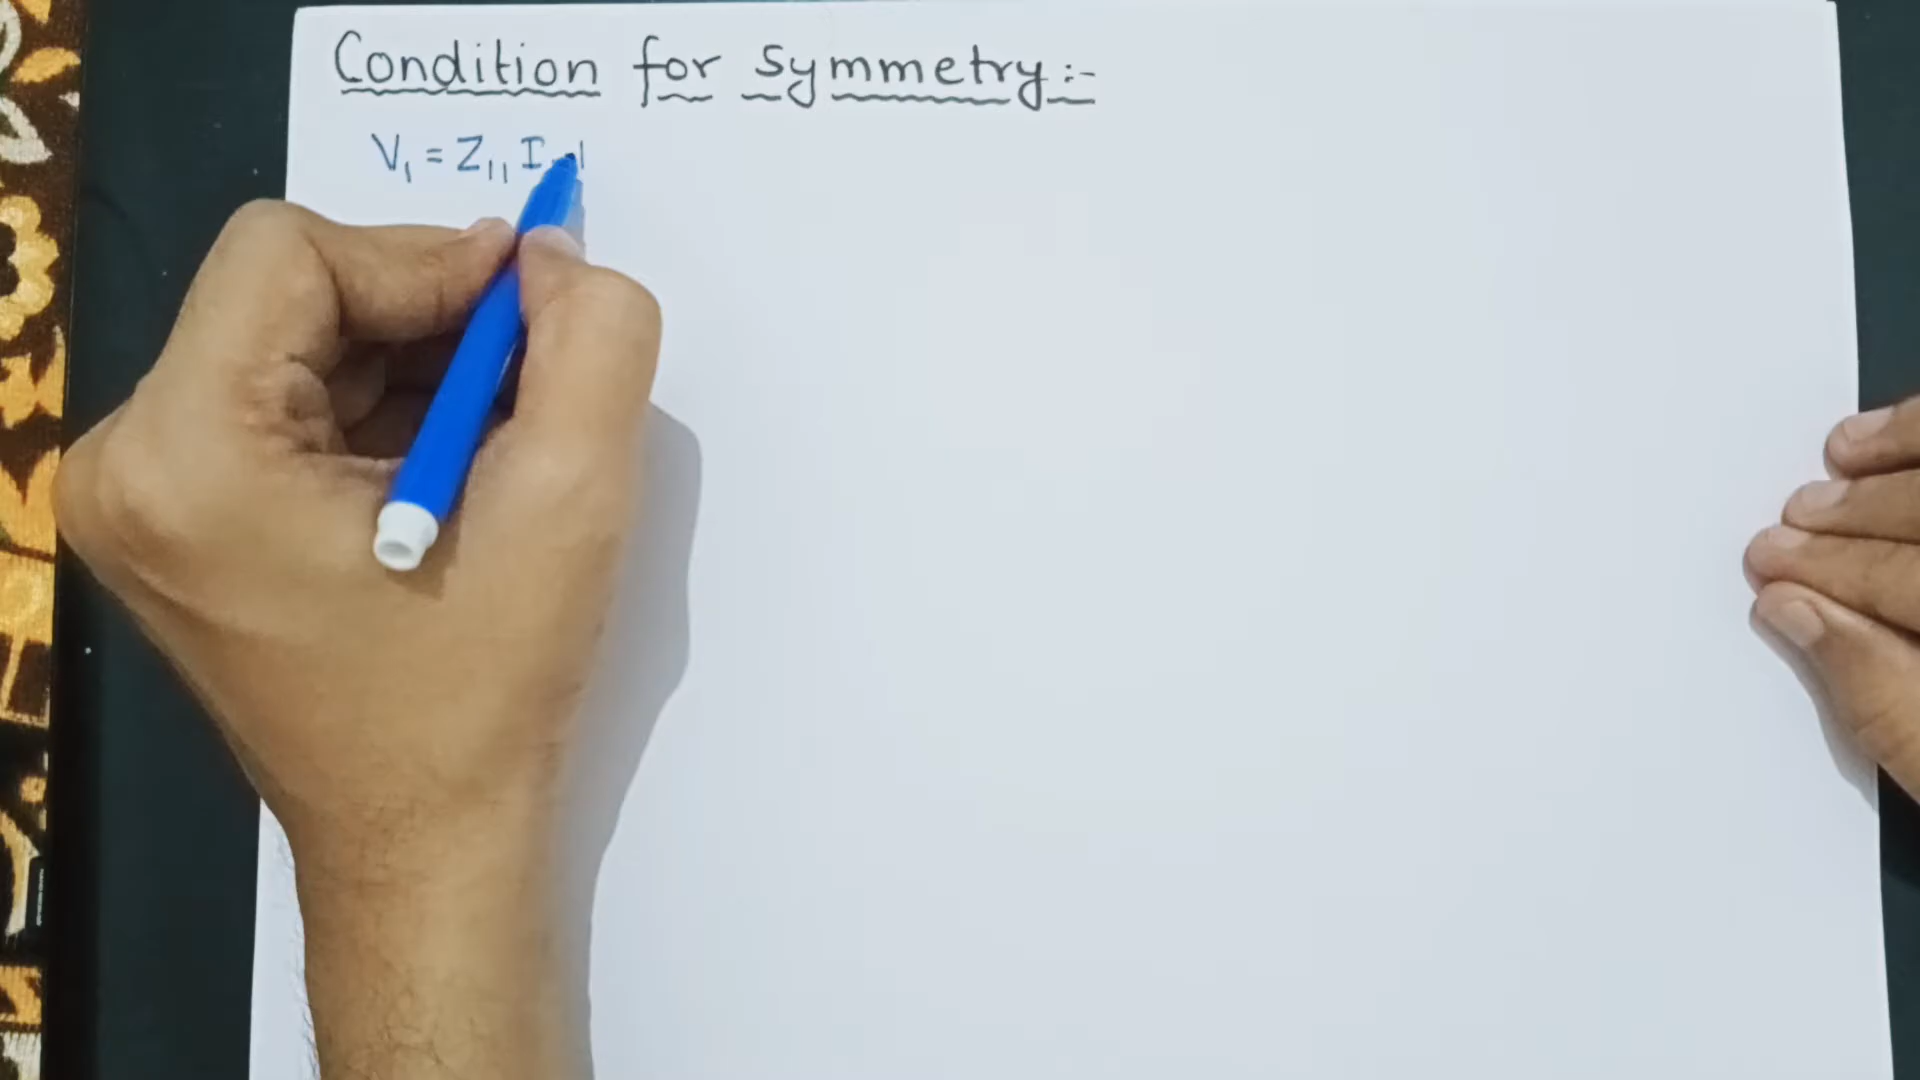 Condition for symmetry:-
V₁ = Z₁₁ I